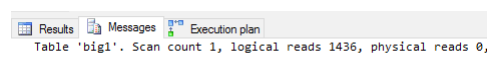 Results Messages Execution plan
Table 'big1'. Scan count 1, logical reads 1436, physical reads 0,